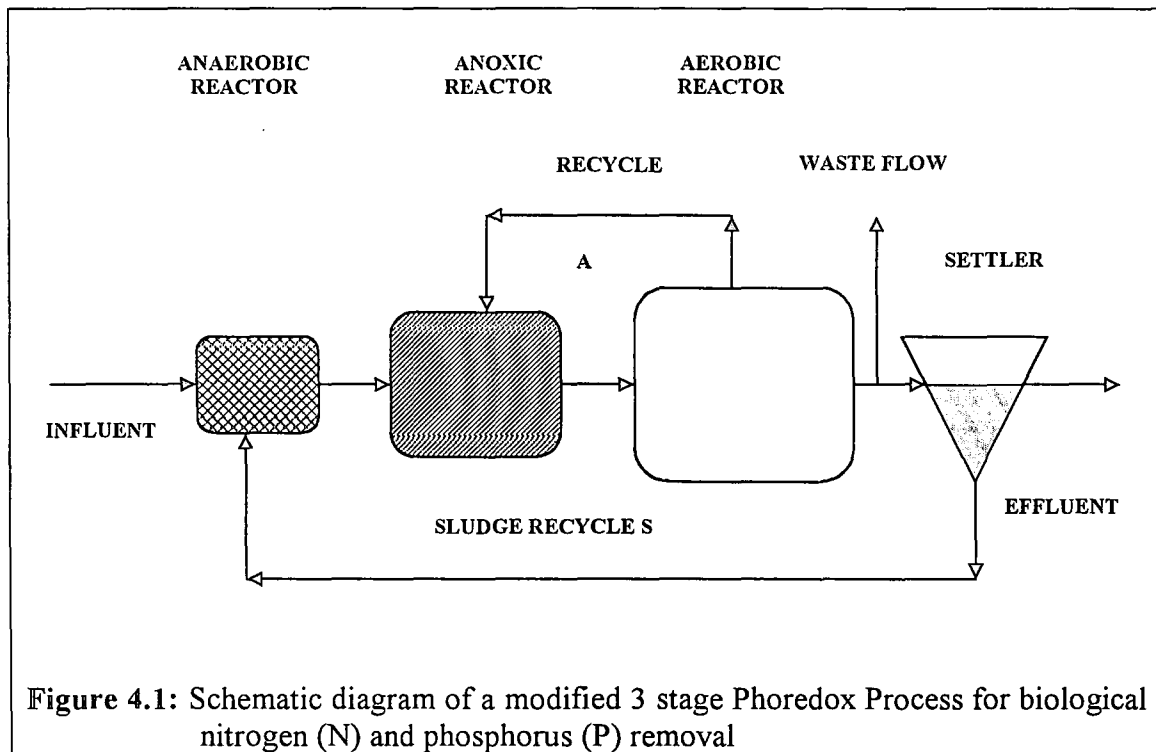 ANAEROBIC
REACTOR
ANOXIC
REACTOR
AEROBIC
REACTOR
RECYCLE
WASTE FLOW
A
SETTLER
INFLUENT
SLUDGE RECYCLE S
EFFLUENT
Figure 4.1: Schematic diagram of a modified 3 stage Phoredox Process for biological
nitrogen (N) and phosphorus (P) removal